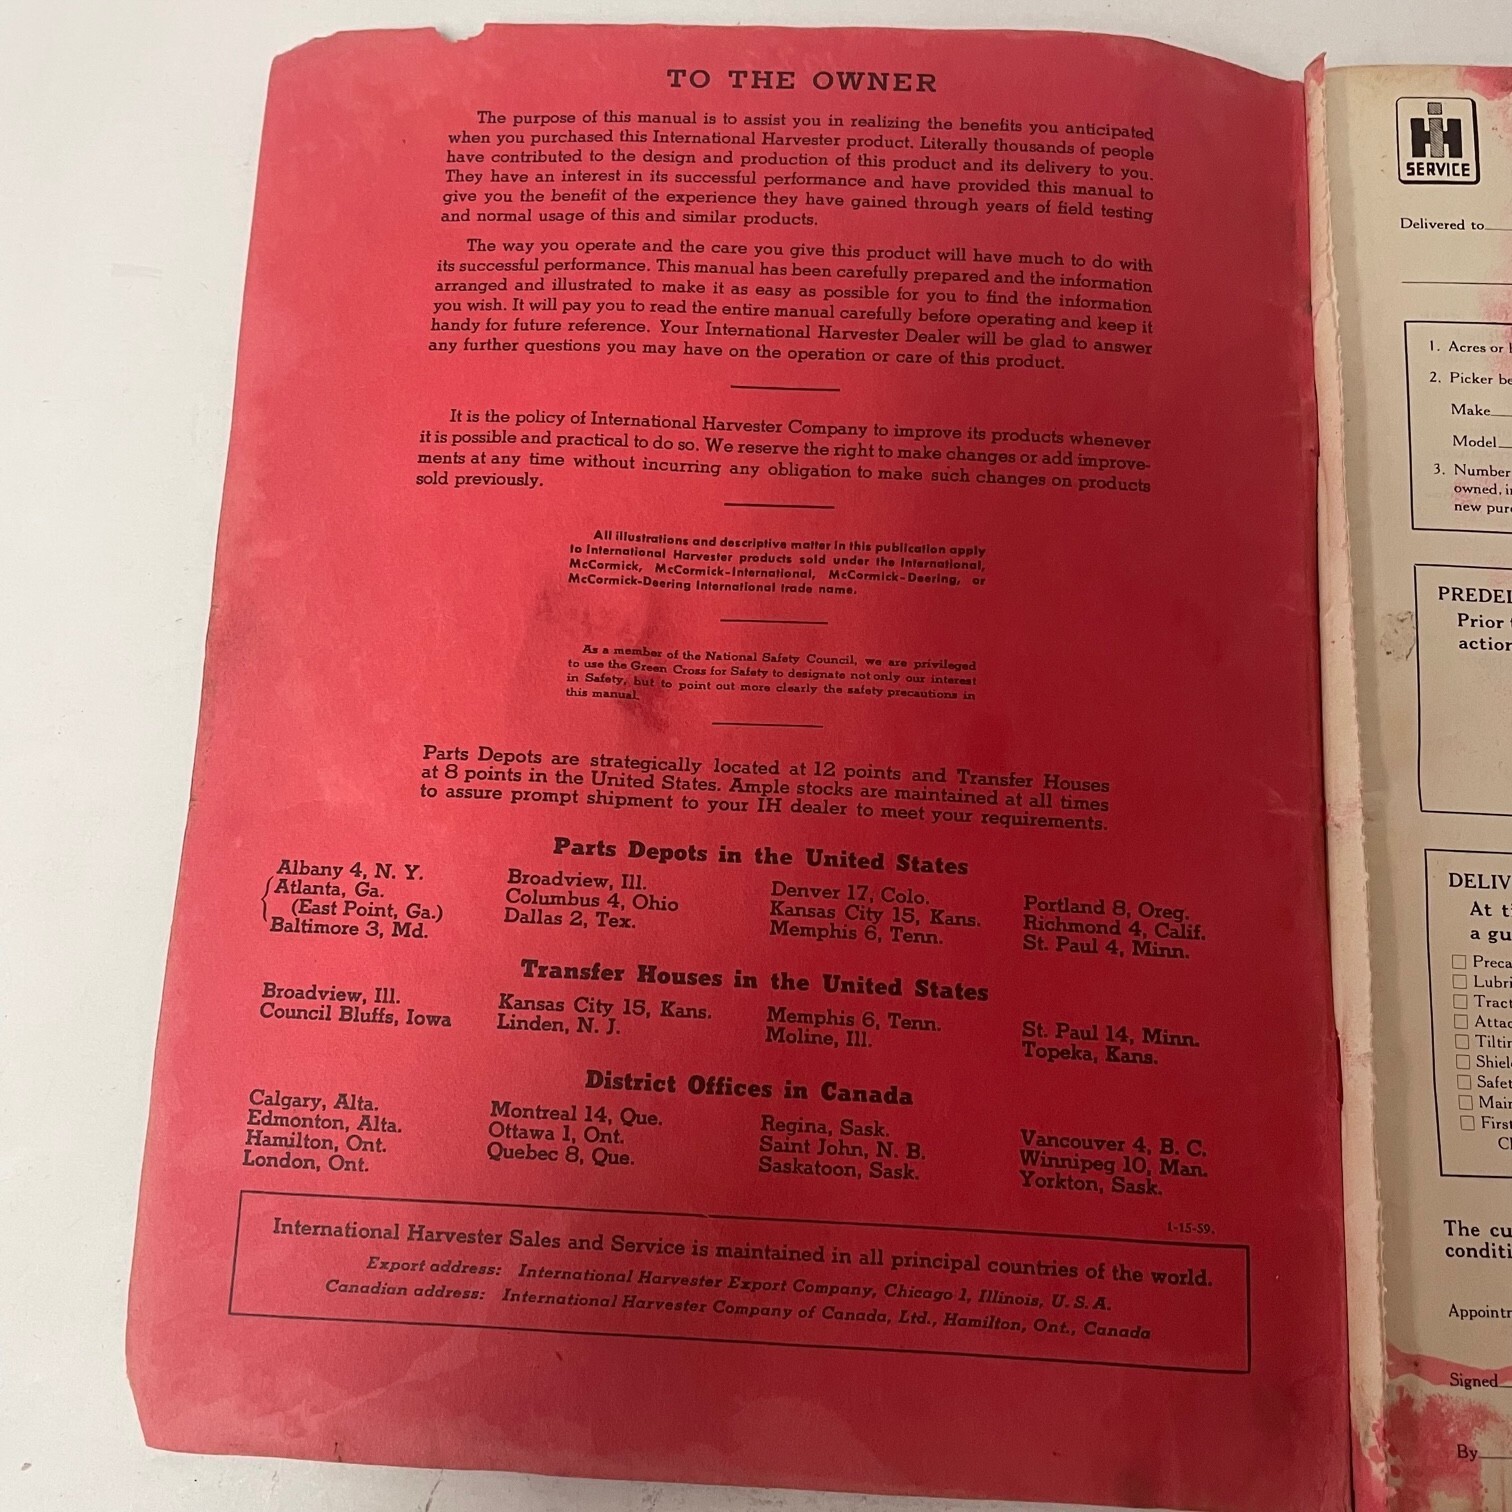 TO THE OWNER
The purpose of this manual is to assist you in realizing the benefits you anticipated
when you purchased this International Harvester product. Literally thousands of people
have contributed to the design and production of this product and its delivery to you.
They have an interest in its successful performance and have provided this manual to
give you the benefit of the experience they have gained through years of field testing
and normal usage of this and similar products.
The way you operate and the care you give this product will have much to do with
its successful performance. This manual has been carefully prepared and the information
arranged and illustrated to make it as easy as possible for you to find the information
you wish. It will pay you to read the entire manual carefully before operating and keep it
handy for future reference. Your International Harvester Dealer will be glad to answer
any further questions you may have on the operation or care of this product.
It is the policy of International Harvester Company to improve its products whenever
it is possible and practical to do so. We reserve the right to make changes or add improve-
ments at any time without incurring any obligation to make such changes on products
sold previously.
All illustrations and descriptive matter in this publication apply
to International Harvester products sold under the International,
McCormick, McCormick-International, McCormick-Deering, or
McCormick-Deering International trade name.
As a member of the National Safety Council, we are privileged
to use the Green Cross for Safety to designate not only our interest
in Safety, but to point out more clearly the safety precautions in
this manual.
Parts Depots are strategically located at 12 points and Transfer Houses
at 8 points in the United States. Ample stocks are maintained at all times
to assure prompt shipment to your IH dealer to meet your requirements.
Parts Depots in the United States
Albany 4, N. Y.
Atlanta, Ga.
(East Point, Ga.)
Baltimore 3, Md.
Broadview, Ill.
Columbus 4, Ohio
Dallas 2, Tex.
Denver 17, Colo.
Kansas City 15, Kans.
Memphis 6, Tenn.
Portland 8, Oreg.
Richmond 4, Calif.
St. Paul 4, Minn.
Transfer Houses in the United States
Broadview, Ill.
Council Bluffs, Iowa
Kansas City 15, Kans.
Linden, N. J.
Memphis 6, Tenn.
Moline, Ill.
St. Paul 14, Minn.
Topeka, Kans.
District Offices in Canada
Calgary, Alta.
Edmonton, Alta.
Hamilton, Ont.
London, Ont.
Montreal 14, Que.
Ottawa 1, Ont.
Quebec 8, Que.
Regina, Sask.
Saint John, N. B.
Saskatoon, Sask.
Vancouver 4, B. C.
Winnipeg 10, Man.
Yorkton, Sask.
1-15-59.
International Harvester Sales and Service is maintained in all principal countries of the world.
Export address: International Harvester Export Company, Chicago 1, Illinois, U. S. A.
Canadian address: International Harvester Company of Canada, Ltd., Hamilton, Ont., Canada
IH
SERVICE
Delivered to
1. Acres or
2. Picker
Make
Model
3. Number
owned,
new
Prior
At
a
The
Signed
By